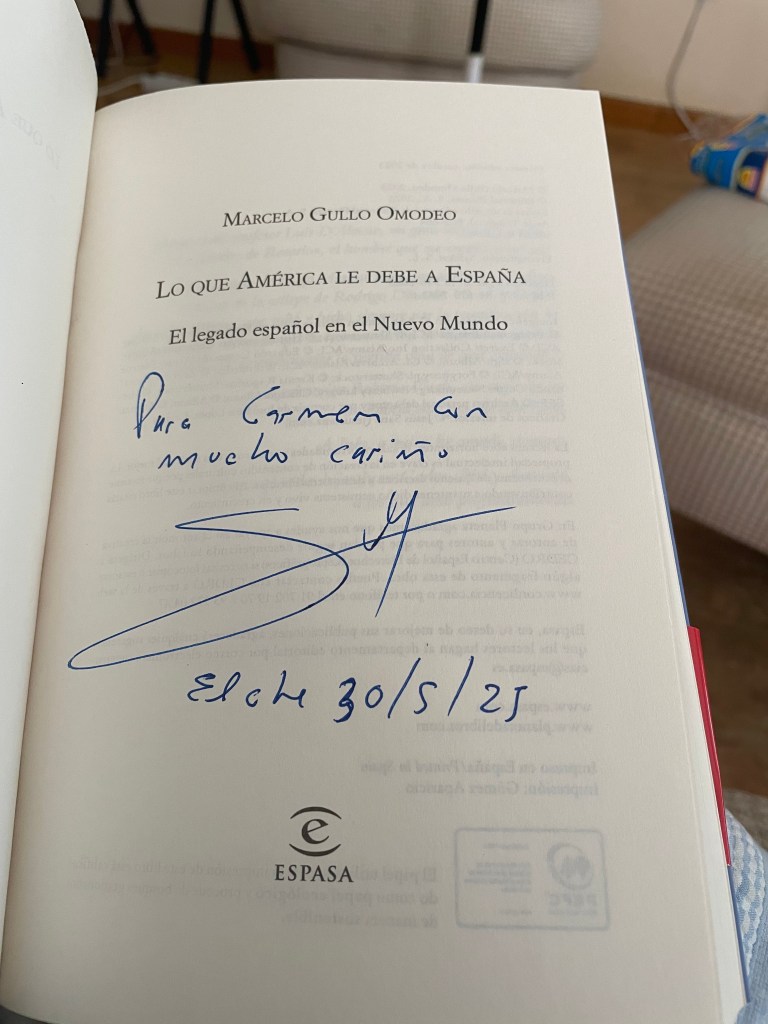 MARCELO GULLO OMODEO
LO QUE AMÉRICA LE DEBE A ESPAÑA
El legado español en el Nuevo Mundo
Para Carmen con
mucho cariño
Elche 30/5/25
e
ESPASA